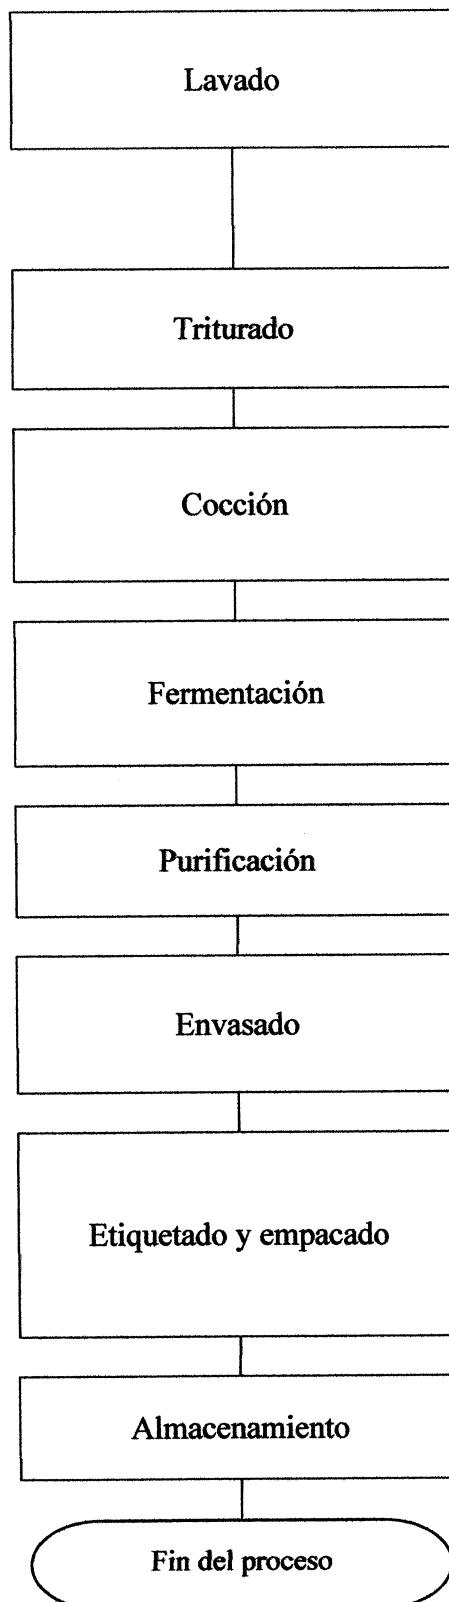 Lavado
Triturado
Cocción
Fermentación
Purificación
Envasado
Etiquetado y empacado
Almacenamiento
Fin del proceso